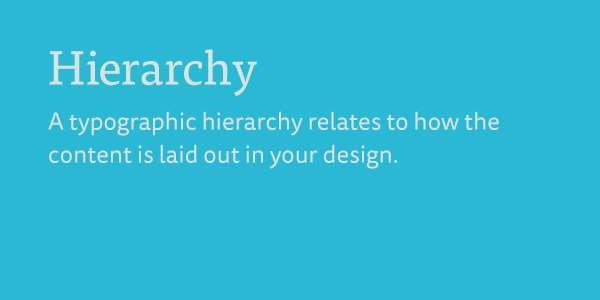 Hierarchy
A typographic hierarchy relates to how the
content is laid out in your design.